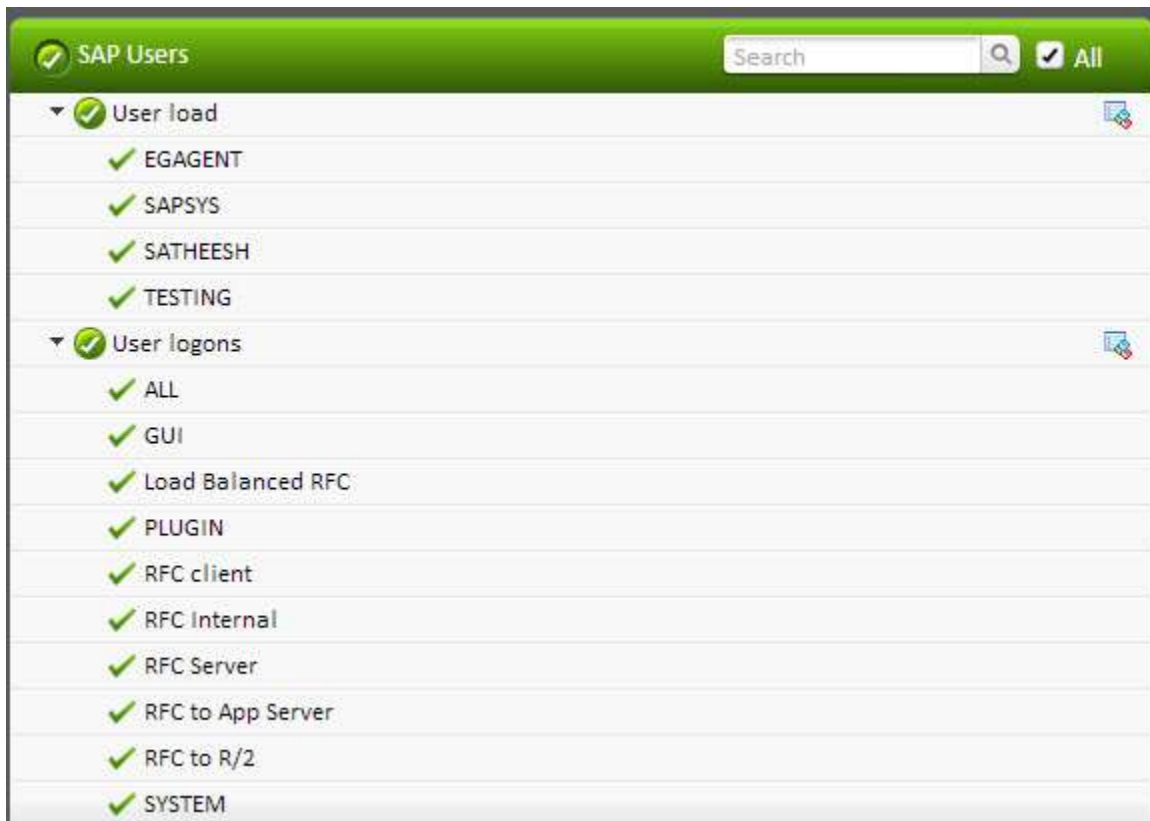 SAP Users
Search
All
User load
EGAGENT
SAPSYS
SATHEESH
TESTING
User logons
ALL
GUI
Load Balanced RFC
PLUGIN
RFC client
RFC Internal
RFC Server
RFC to App Server
RFC to R/2
SYSTEM